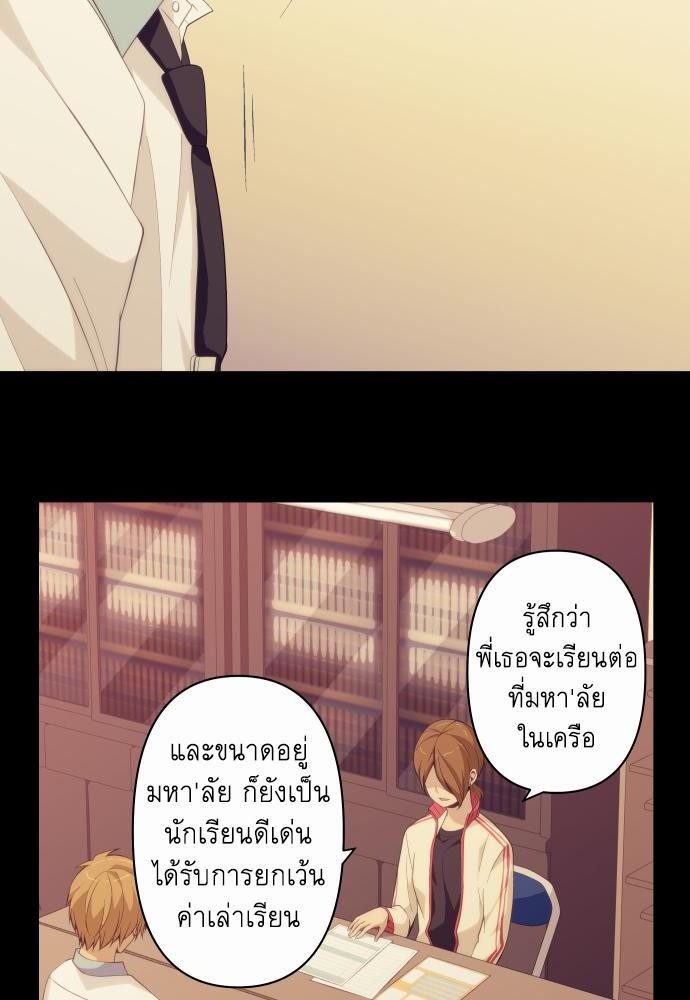 รู้สึกว่า
พี่เธอจะเรียนต่อ
ที่มหา'ลัย
ในเครือ
และขนาดอยู่
มหา'ลัย ก็ยังเป็น
นักเรียนดีเด่น
ได้รับการยกเว้น
ค่าเล่าเรียน